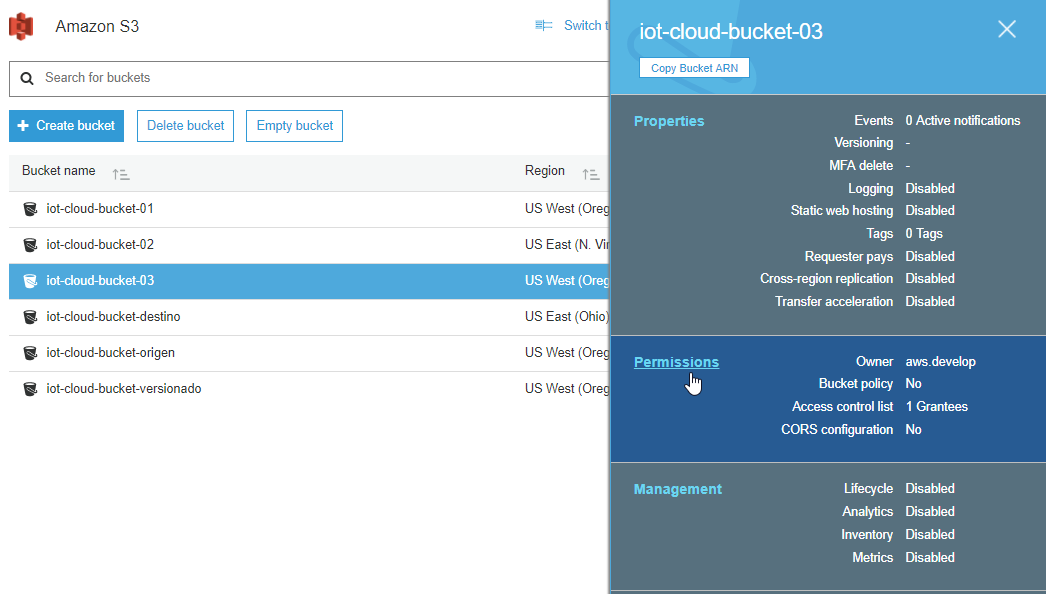 Amazon S3
Switch t
Search for buckets
Create bucket
Delete bucket
Empty bucket
Bucket name
Region
iot-cloud-bucket-01
US West (Oreg
iot-cloud-bucket-02
US East (N. Vir
iot-cloud-bucket-03
US West (Oreg
iot-cloud-bucket-destino
US East (Ohio)
iot-cloud-bucket-origen
US West (Oreg
iot-cloud-bucket-versionado
US West (Oreg
iot-cloud-bucket-03
Copy Bucket ARN
Properties
Events 0 Active notifications
Versioning -
MFA delete -
Logging Disabled
Static web hosting Disabled
Tags 0 Tags
Requester pays Disabled
Cross-region replication Disabled
Transfer acceleration Disabled
Permissions
Owner aws.develop
Bucket policy No
Access control list 1 Grantees
CORS configuration No
Management
Lifecycle Disabled
Analytics Disabled
Inventory Disabled
Metrics Disabled